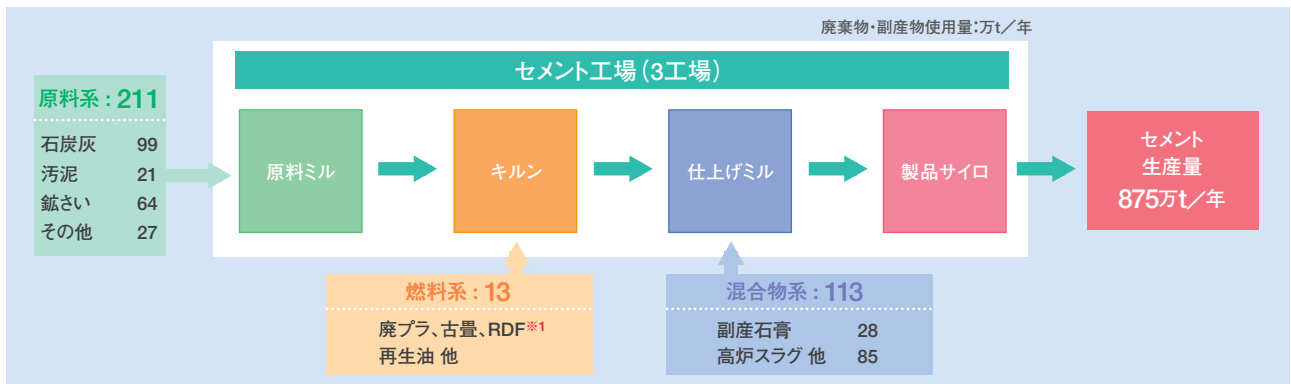 廃棄物・副産物使用量：万t／年
セメント工場（3工場）
原料系：211
石炭灰 99
汚泥 21
鉱さい 64
その他 27
原料ミル
キルン
仕上げミル
製品サイロ
セメント
生産量
875万t／年
燃料系：13
廃プラ、古畳、RDF※1
再生油 他
混合物系：113
副産石膏 28
高炉スラグ 他 85